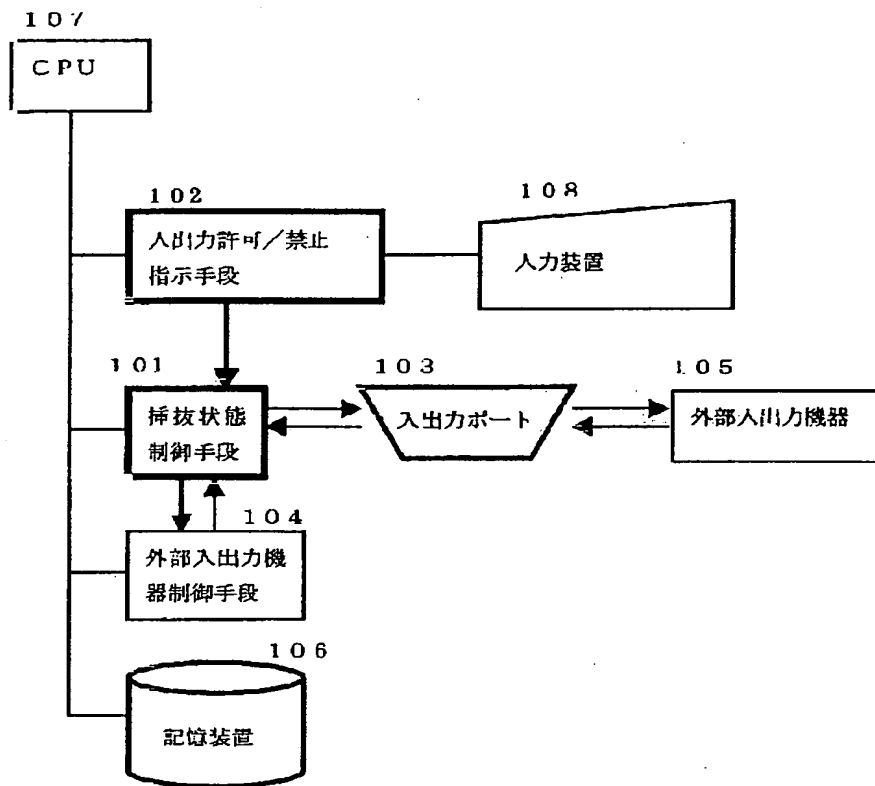 １０７
ＣＰＵ
１０２
入出力許可／禁止
指示手段
１０８
入力装置
１０１
挿抜状態
制御手段
１０３
入出力ポート
１０５
外部入出力機器
１０４
外部入出力機
器制御手段
１０６
記憶装置